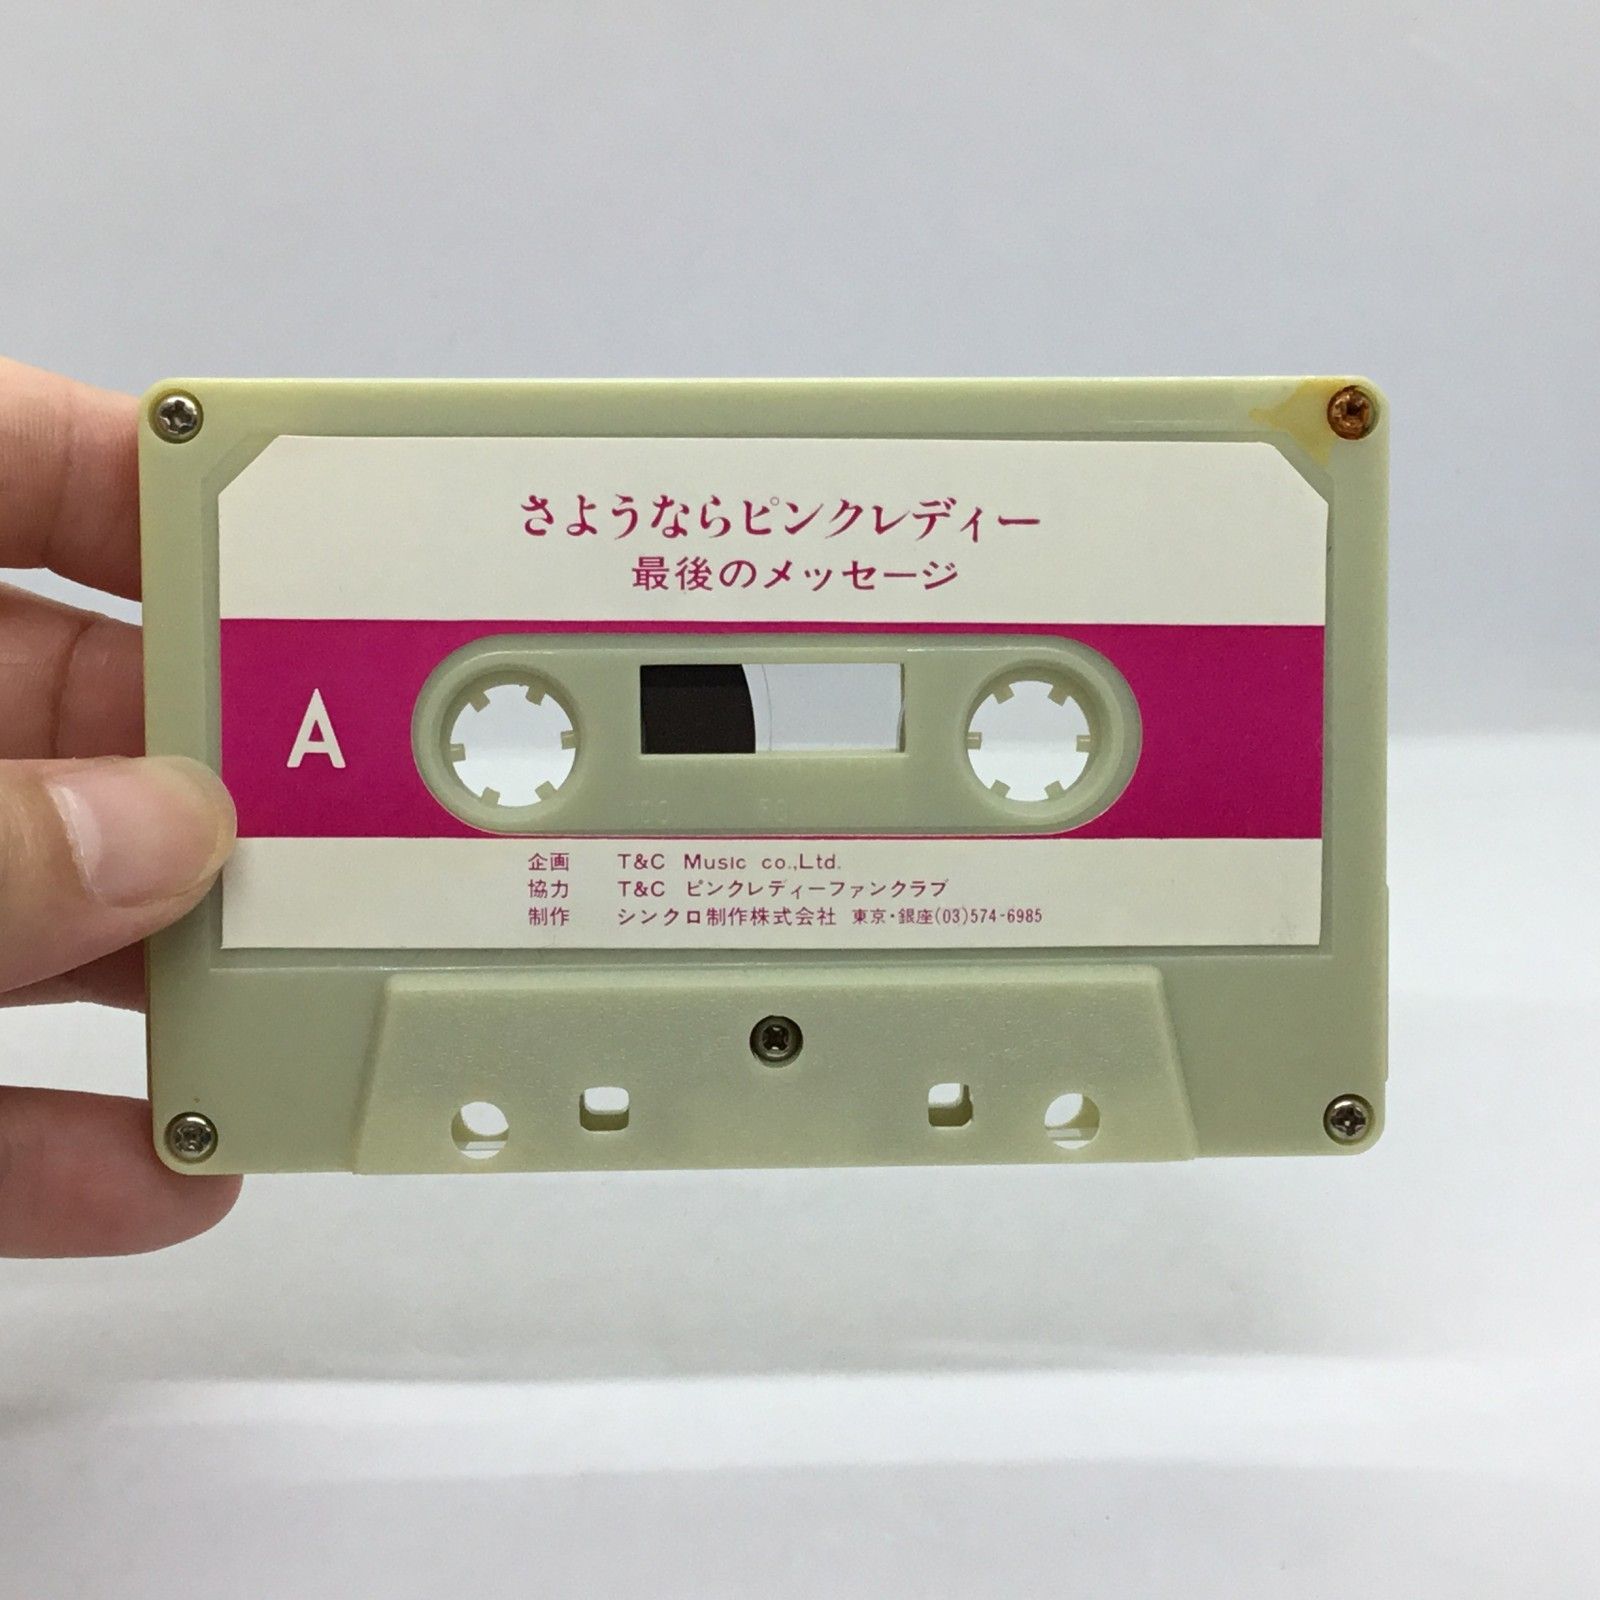 さようならピンクレディー
最後のメッセージ
A
企画 T&C Music co.,Ltd.
協力 T&C ピンクレディーファンクラブ
制作 シンクロ制作株式会社 東京・銀座(03)574-6985